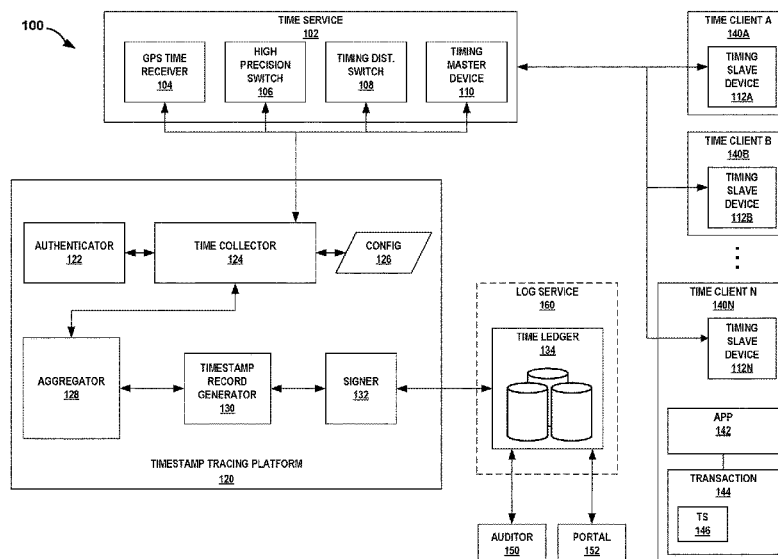 100
TIME SERVICE
102
GPS TIME
RECEIVER
104
HIGH
PRECISION
SWITCH
106
TIMING DIST.
SWITCH
108
TIMING
MASTER
DEVICE
110
TIME CLIENT A
140A
TIMING
SLAVE
DEVICE
112A
TIME CLIENT B
140B
TIMING
SLAVE
DEVICE
112B
TIME CLIENT N
140N
TIMING
SLAVE
DEVICE
112N
APP
142
TRANSACTION
144
TS
146
AUTHENTICATOR
122
TIME COLLECTOR
124
CONFIG
126
AGGREGATOR
128
TIMESTAMP
RECORD
GENERATOR
130
SIGNER
132
TIMESTAMP TRACING PLATFORM
120
LOG SERVICE
160
TIME LEDGER
134
AUDITOR
150
PORTAL
152